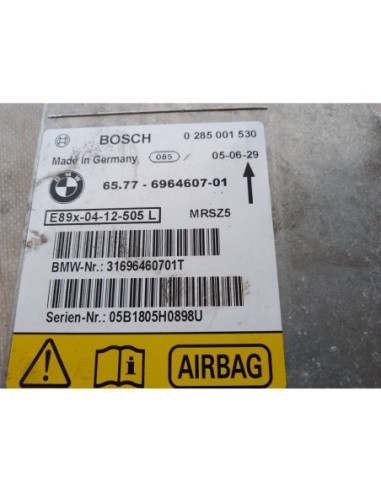 BOSCH 0 285 001 530
Made in Germany 085 05-06-29
BMW
65.77 - 6964607-01
E89x-04-12-505 L MRSZ5
BMW-Nr.: 31696460701T
Serien-Nr.: 05B1805H0898U
AIRBAG